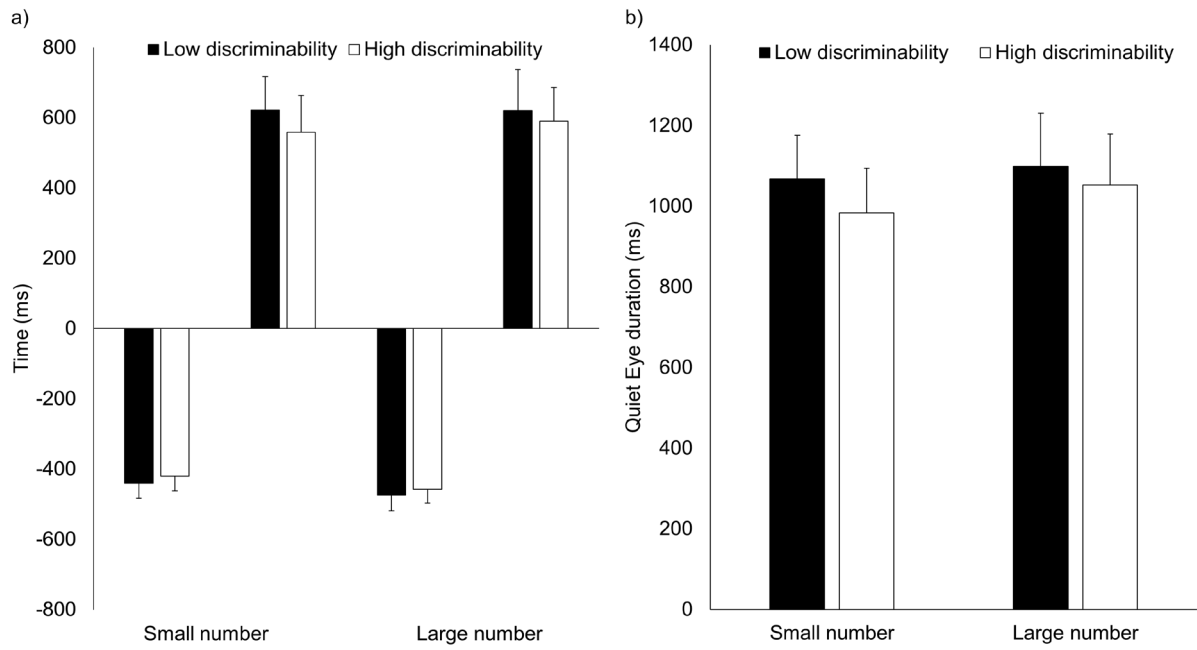 a)
Low discriminability High discriminability
Time (ms)
800
600
400
200
0
-200
-400
-600
-800
Small number Large number
b)
Low discriminability High discriminability
Quiet Eye duration (ms)
1400
1200
1000
800
600
400
200
0
Small number Large number